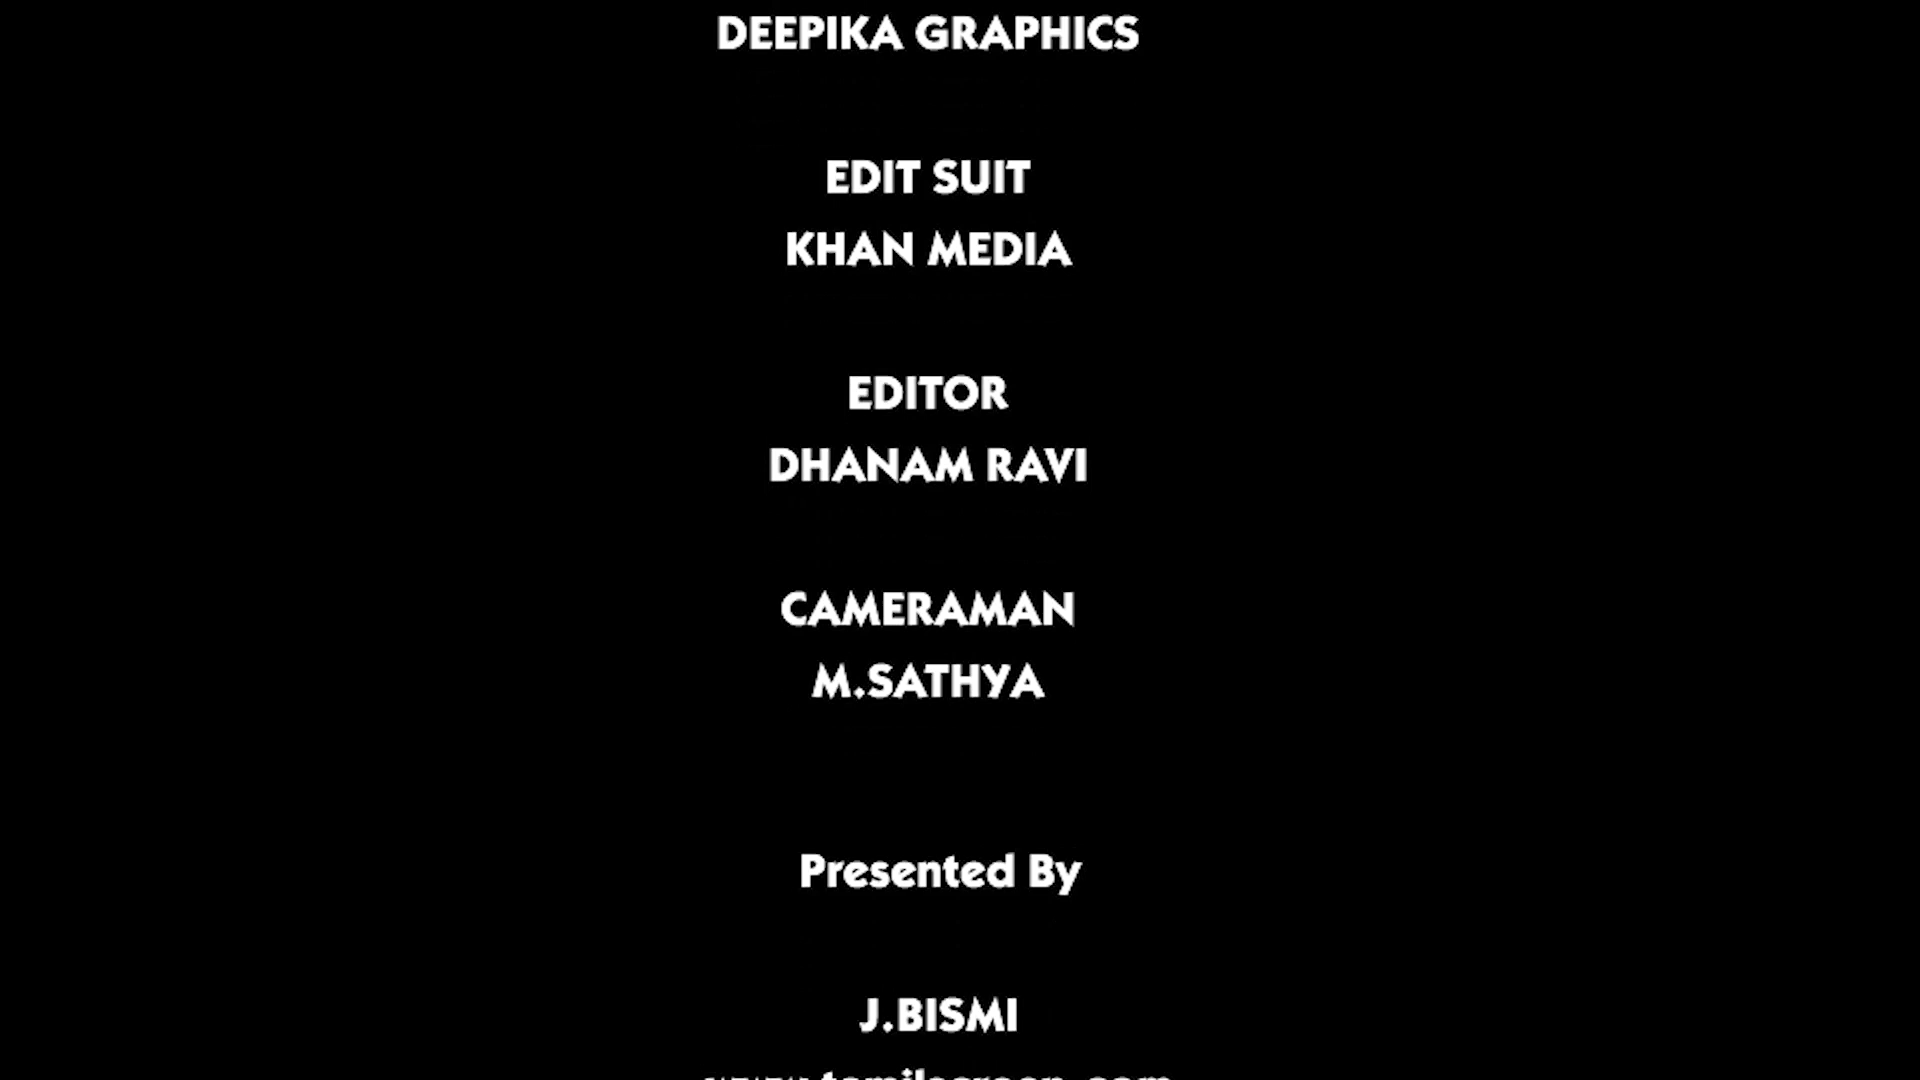 DEEPIKA GRAPHICS
EDIT SUIT
KHAN MEDIA
EDITOR
DHANAM RAVI
CAMERAMAN
M.SATHYA
Presented By
J.BISMI